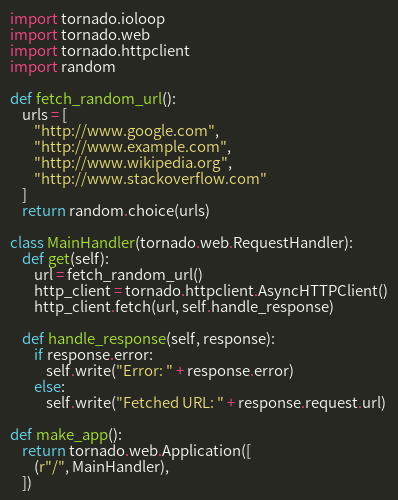 import tornado.ioloop
import tornado.web
import tornado.httpclient
import random

def fetch_random_url():
    urls = [
        "http://www.google.com",
        "http://www.example.com",
        "http://www.wikipedia.org",
        "http://www.stackoverflow.com"
    ]
    return random.choice(urls)

class MainHandler(tornado.web.RequestHandler):
    def get(self):
        url = fetch_random_url()
        http_client = tornado.httpclient.AsyncHTTPClient()
        http_client.fetch(url, self.handle_response)

    def handle_response(self, response):
        if response.error:
            self.write("Error: " + response.error)
        else:
            self.write("Fetched URL: " + response.request.url)

def make_app():
    return tornado.web.Application([
        (r"/", MainHandler),
    ])